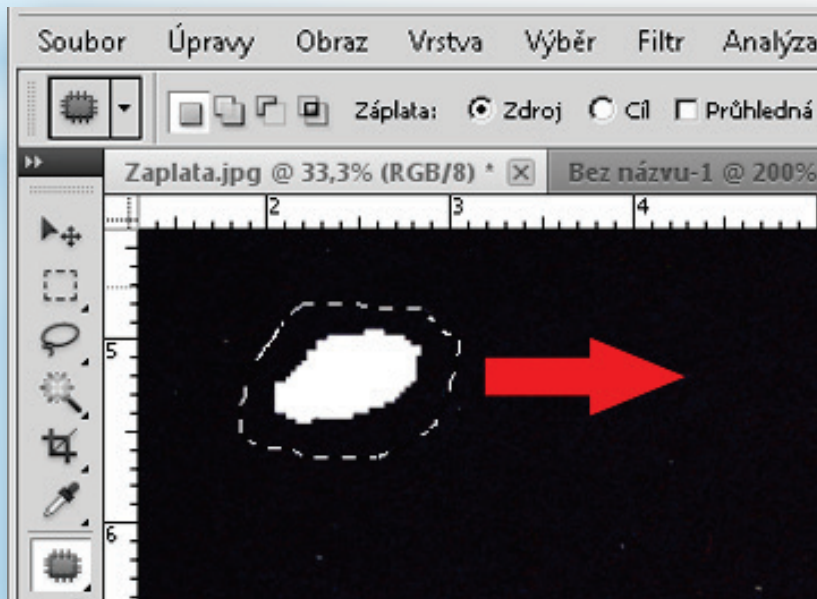 Soubor Úpravy Obraz Vrstva Výběr Filtr Analýza
Záplata: Zdroj Cíl Průhledná
Zaplata.jpg @ 33,3% (RGB/8) * Bez názvu-1 @ 200%
2 3 4
5
6